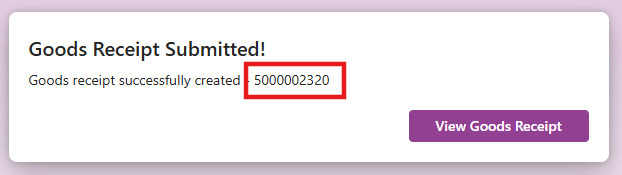 Goods Receipt Submitted!
Goods receipt successfully created - 5000002320
View Goods Receipt